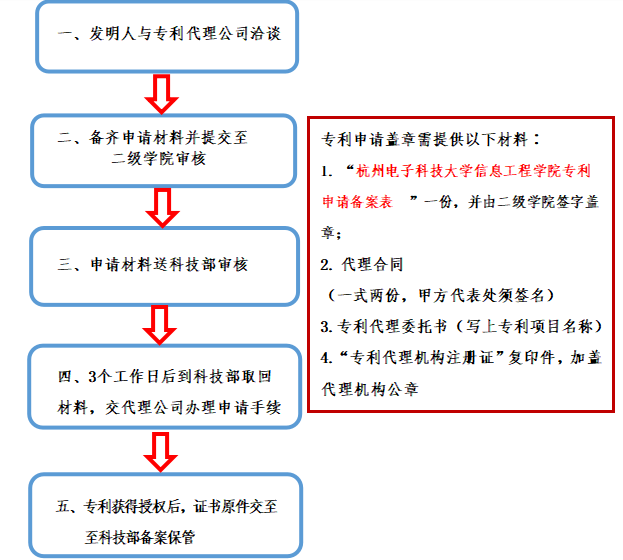 一、发明人与专利代理公司洽谈
二、备齐申请材料并提交至
二级学院审核
三、申请材料送科技部审核
四、3个工作日后到科技部取回
材料，交代理公司办理申请手续
五、专利获得授权后，证书原件交至
至科技部备案保管
专利申请盖章需提供以下材料：
1. “杭州电子科技大学信息工程学院专利
申请备案表 ”一份，并由二级学院签字盖
章；
2. 代理合同
（一式两份，甲方代表处须签名）
3. 专利代理委托书（写上专利项目名称）
4. “专利代理机构注册证”复印件，加盖
代理机构公章